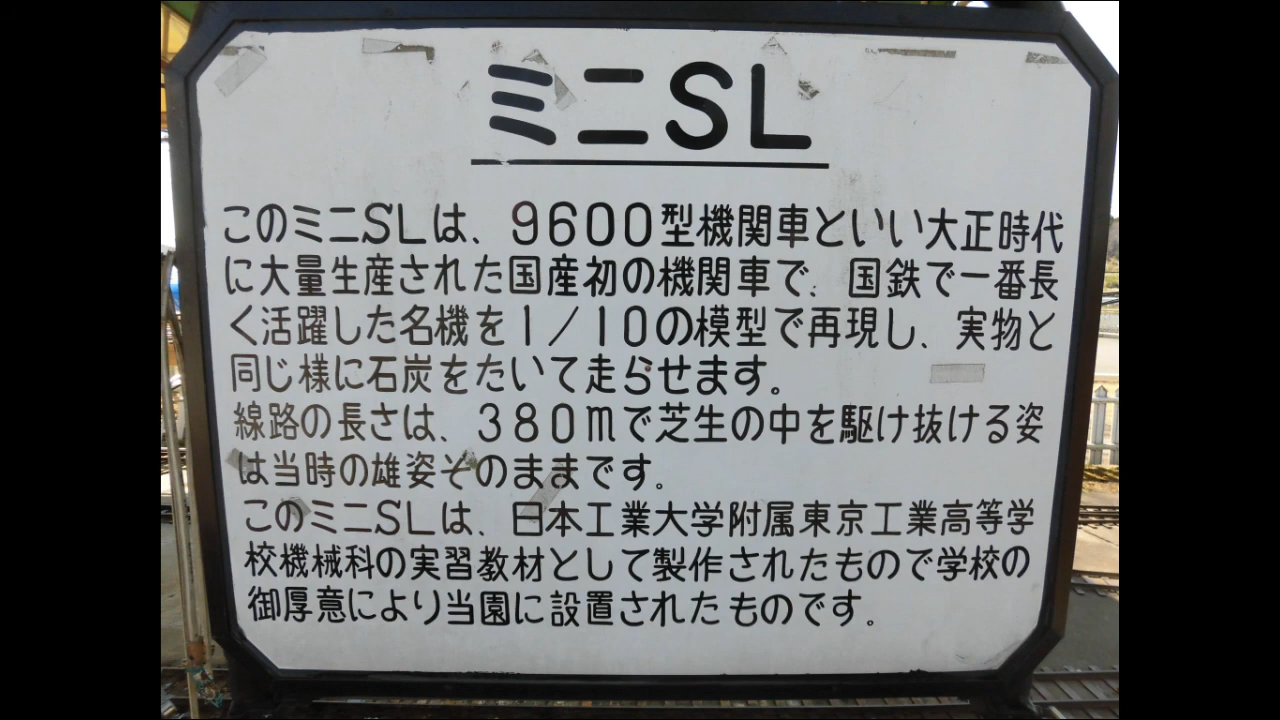 ミニSL
このミニSLは、9600型機関車といい大正時代
に大量生産された国産初の機関車で、国鉄で一番長
く活躍した名機を1/10の模型で再現し、実物と
同じ様に石炭をたいて走らせます。
線路の長さは、380mで芝生の中を駆け抜ける姿
は当時の雄姿そのままです。
このミニSLは、日本工業大学附属東京工業高等学
校機械科の実習教材として製作されたもので学校の
御厚意により当園に設置されたものです。